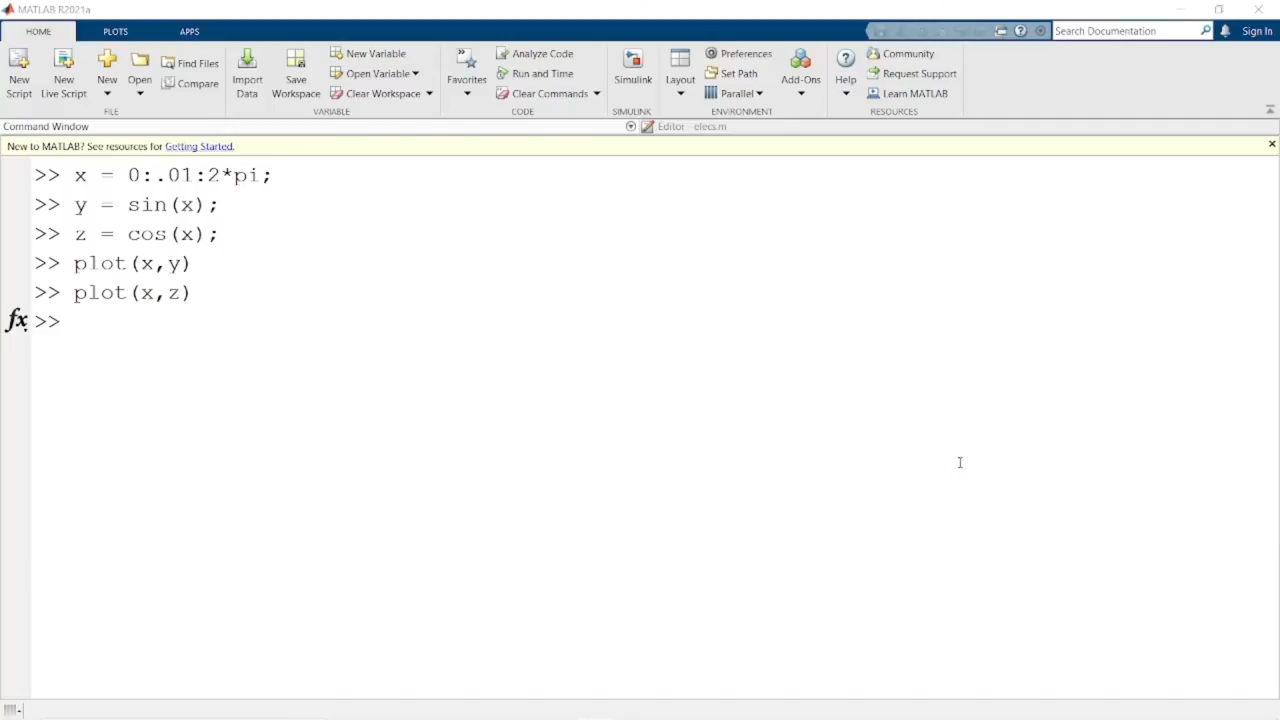 MATLAB R2021a
HOME PLOTS APPS
Search Documentation
Sign In
New Script
New Live Script
New
Open
Find Files
Compare
FILE
Import Data
Save Workspace
New Variable
Open Variable
Clear Workspace
VARIABLE
Favorites
Analyze Code
Run and Time
Clear Commands
CODE
Simulink
SIMULINK
Layout
Preferences
Set Path
Parallel
Add-Ons
ENVIRONMENT
Help
Community
Request Support
Learn MATLAB
RESOURCES
Command Window
Editor - elecs.m
New to MATLAB? See resources for Getting Started.
>> x = 0:.01:2*pi;
>> y = sin(x);
>> z = cos(x);
>> plot(x,y)
>> plot(x,z)
fx >>